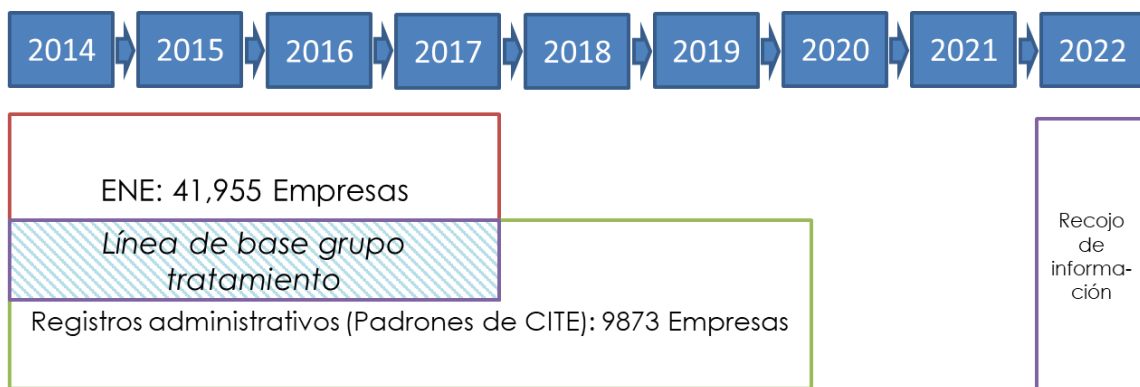 2014 2015 2016 2017 2018 2019 2020 2021 2022
ENE: 41,955 Empresas
Línea de base grupo
tratamiento
Registros administrativos (Padrones de CITE): 9873 Empresas
Recojo
de
informa-
ción